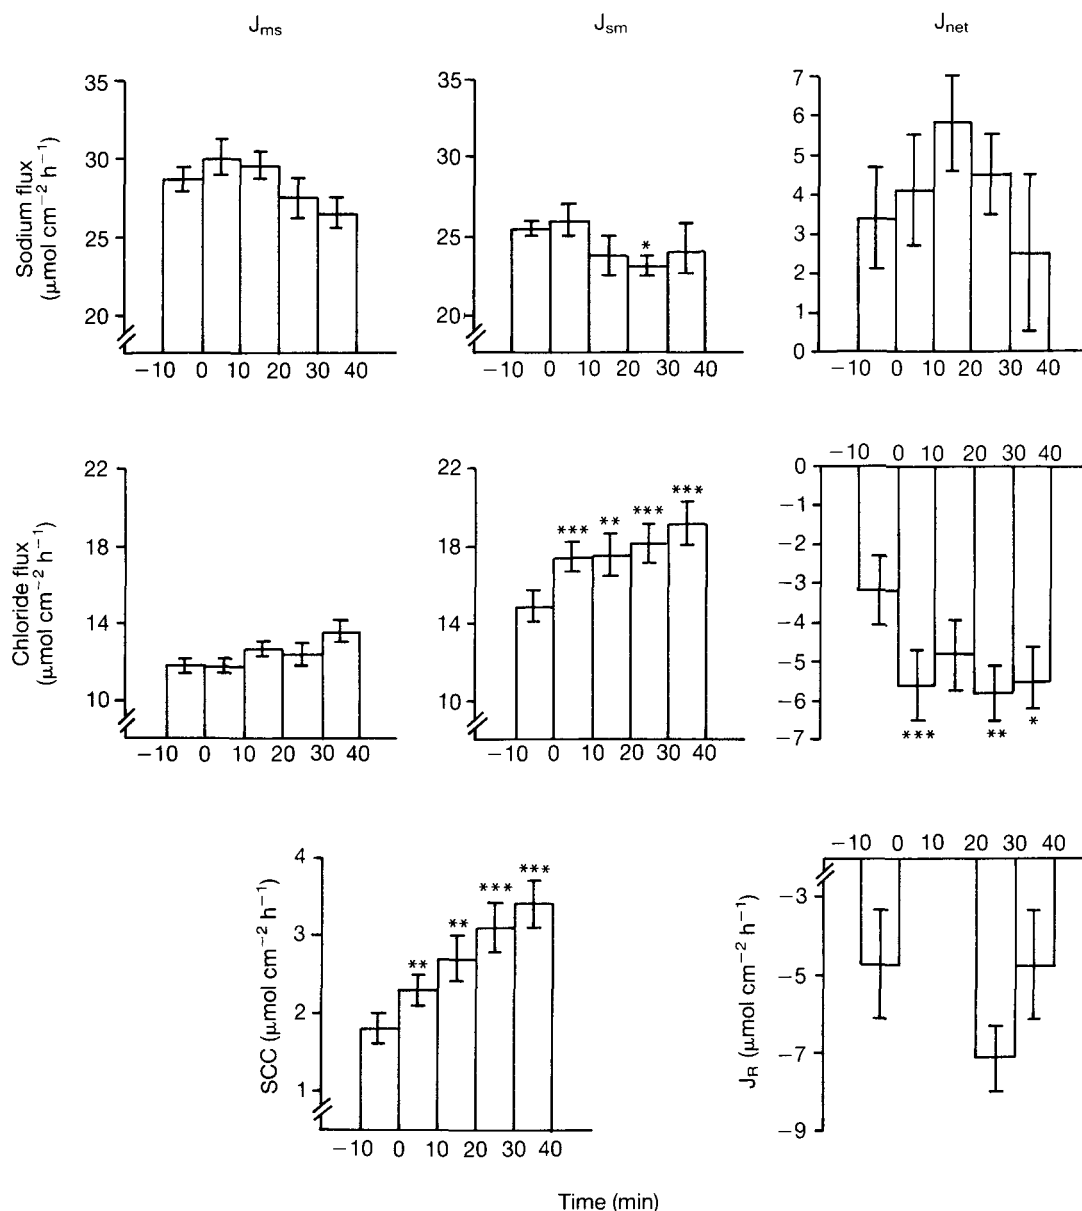 J_ms J_sm J_net
Sodium flux
(μmol cm⁻² h⁻¹)
35
30
25
20
−10 0 10 20 30 40
35
30
25
20
*
−10 0 10 20 30 40
7
6
5
4
3
2
1
0
−10 0 10 20 30 40
Chloride flux
(μmol cm⁻² h⁻¹)
22
18
14
10
−10 0 10 20 30 40
22
18
14
10
*** ** *** ***
−10 0 10 20 30 40
−10 0 10 20 30 40
0
−1
−2
−3
−4
−5
−6
−7
*** ** *
SCC (μmol cm⁻² h⁻¹)
4
3
2
1
** ** *** ***
−10 0 10 20 30 40
J_R (μmol cm⁻² h⁻¹)
−10 0 10 20 30 40
−3
−5
−7
−9
Time (min)